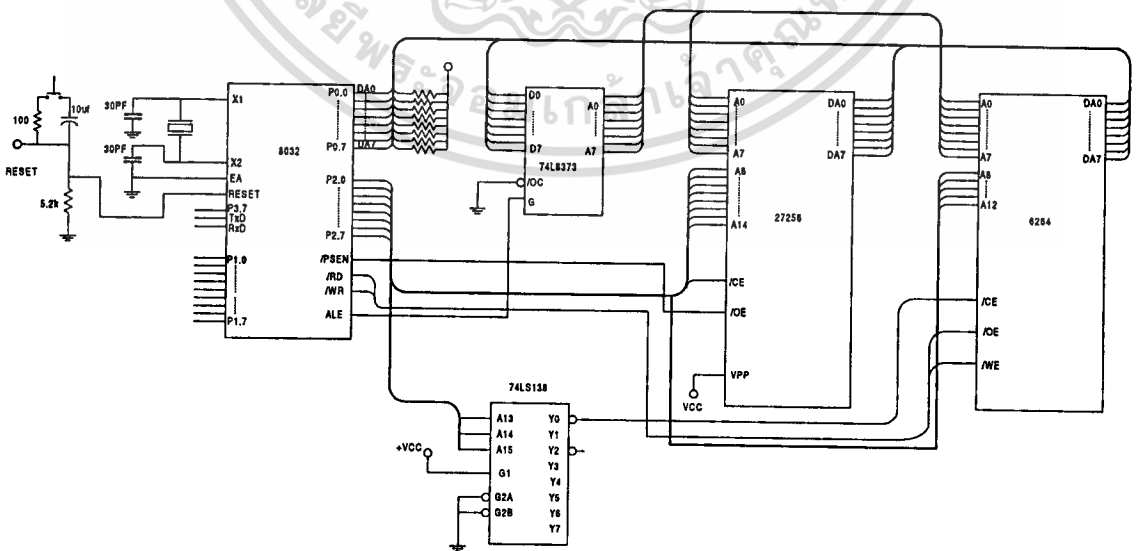 RESET
100
10uf
5.2k
30PF
30PF
8032
X1
X2
EA
RESET
P3.7
TxD
RxD
P1.0
P1.7
P0.0
P0.7
DA0
DA7
P2.0
P2.7
/PSEN
/RD
/WR
ALE
D0
D7
A0
A7
74LS373
/OC
G
A0
A7
A8
A14
27256
DA0
DA7
/CE
/OE
VPP
VCC
A0
A7
A8
A12
6264
DA0
DA7
/CE
/OE
/WE
74LS138
A13
A14
A15
+VCC
G1
G2A
G2B
Y0
Y1
Y2
Y3
Y4
Y5
Y6
Y7